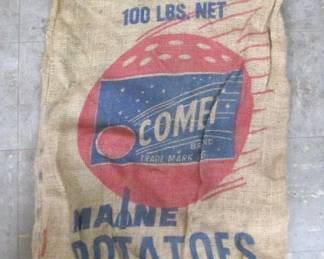 100 LBS. NET
COMET
BRAND
TRADE MARK
MAINE
POTATOES